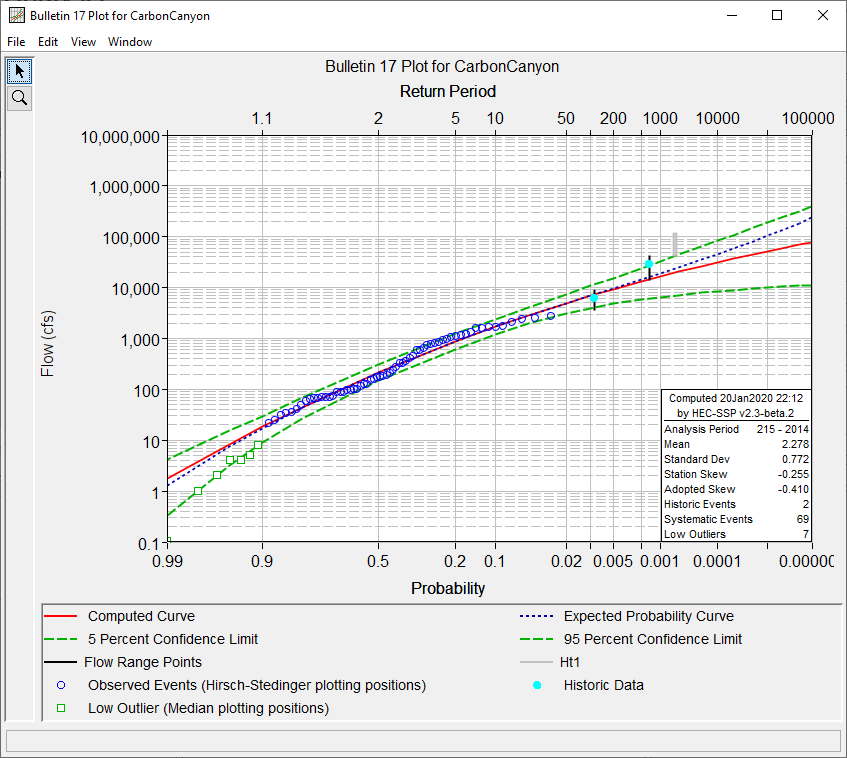 Bulletin 17 Plot for CarbonCanyon
File Edit View Window
Bulletin 17 Plot for CarbonCanyon
Return Period
1.1 2 5 10 50 200 1000 10000 100000
10,000,000
1,000,000
100,000
10,000
1,000
100
10
1
0.1
Flow (cfs)
Computed 20Jan2020 22:12
by HEC-SSP v2.3-beta.2
Analysis Period 215 - 2014
Mean 2.278
Standard Dev 0.772
Station Skew -0.255
Adopted Skew -0.410
Historic Events 2
Systematic Events 69
Low Outliers 7
0.99 0.9 0.5 0.2 0.1 0.02 0.005 0.001 0.0001 0.00000
Probability
Computed Curve Expected Probability Curve
5 Percent Confidence Limit 95 Percent Confidence Limit
Flow Range Points Ht1
Observed Events (Hirsch-Stedinger plotting positions) Historic Data
Low Outlier (Median plotting positions)